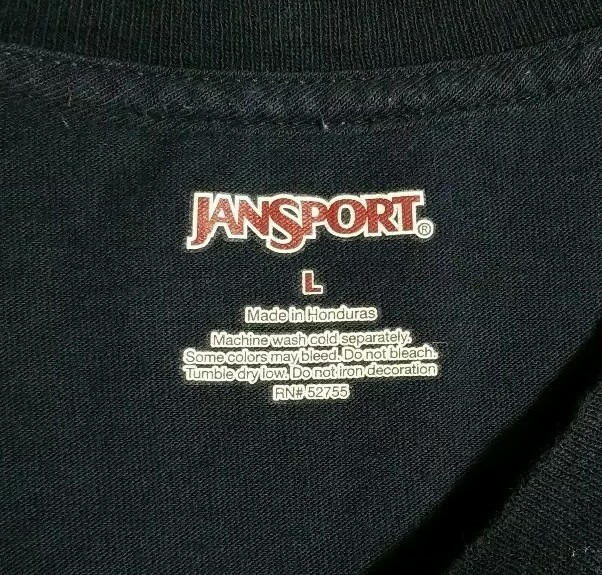 JANSPORT®
L
Made in Honduras
Machine wash cold separately.
Some colors may bleed. Do not bleach.
Tumble dry low. Do not iron decoration
RN# 52755